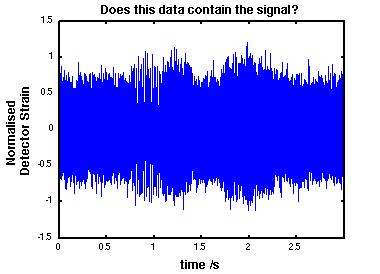 Does this data contain the signal?
1.5
1
0.5
0
-0.5
-1
-1.5
Normalised
Detector Strain
0 0.5 1 1.5 2 2.5
time /s